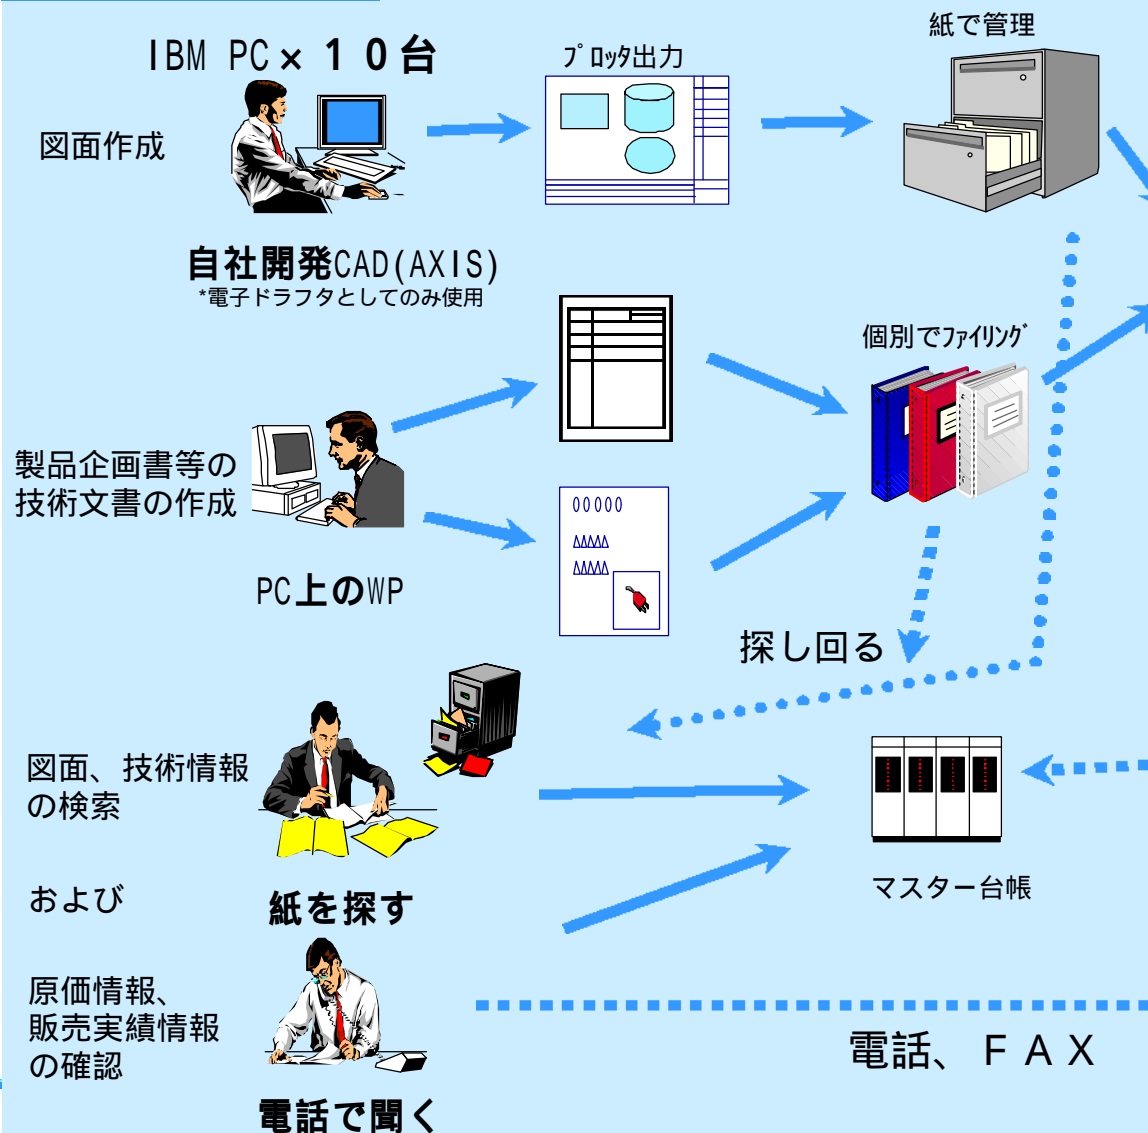 IBM PC×10台
ﾌﾟﾛｯﾀ出力
紙で管理
図面作成
自社開発CAD(AXIS)
*電子ドラフタとしてのみ使用
個別でﾌｧｲﾘﾝｸﾞ
製品企画書等の
技術文書の作成
00000
ΔΔΔΔΔ
ΔΔΔΔΔ
PC上のWP
探し回る
図面、技術情報
の検索
および
紙を探す
マスター台帳
原価情報、
販売実績情報
の確認
電話、ＦＡＸ
電話で聞く